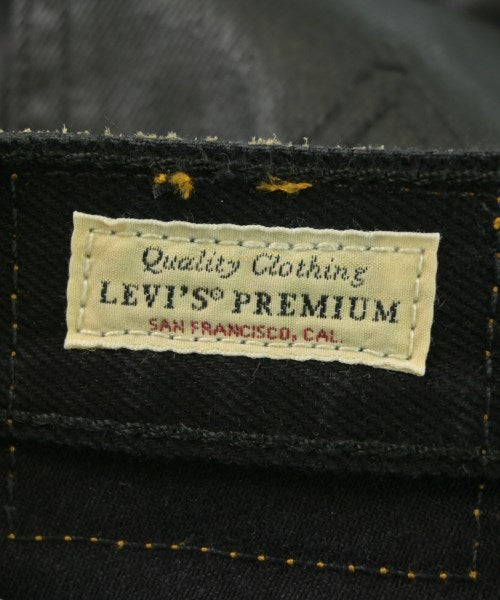 Quality Clothing
LEVI'S® PREMIUM
SAN FRANCISCO, CAL.